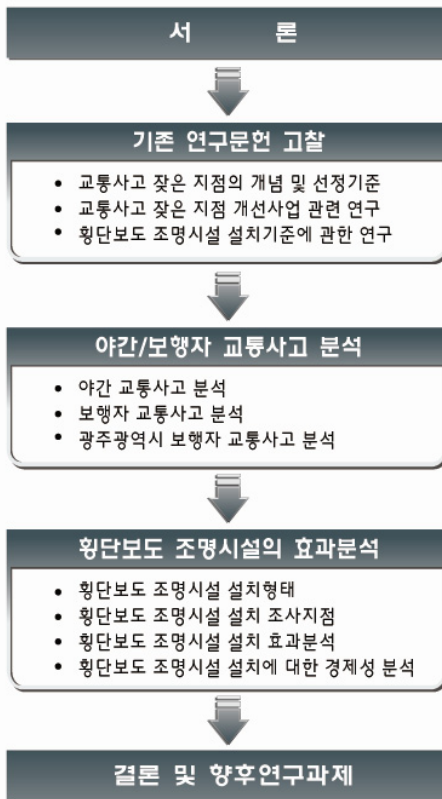 서 론
기존 연구문헌 고찰
• 교통사고 잦은 지점의 개념 및 선정기준
• 교통사고 잦은 지점 개선사업 관련 연구
• 횡단보도 조명시설 설치기준에 관한 연구
야간/보행자 교통사고 분석
• 야간 교통사고 분석
• 보행자 교통사고 분석
• 광주광역시 보행자 교통사고 분석
횡단보도 조명시설의 효과분석
• 횡단보도 조명시설 설치형태
• 횡단보도 조명시설 설치 조사지점
• 횡단보도 조명시설 설치 효과분석
• 횡단보도 조명시설 설치에 대한 경제성 분석
결론 및 향후연구과제